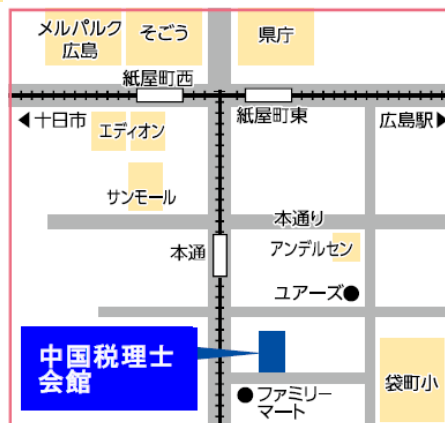 メルパルク
広島
そごう
県庁
紙屋町西
紙屋町東
◀十日市
広島駅▶
エディオン
サンモール
本通り
本通
アンデルセン
ユアーズ●
中国税理士
会館
●ファミリー
マート
袋町小